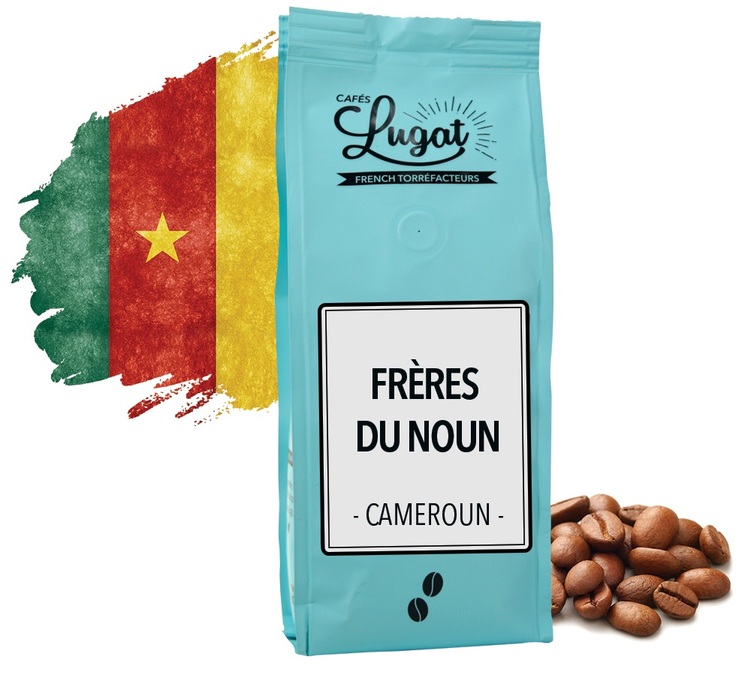 CAFÉS
Lugat
FRENCH TORRÉFACTEURS
FRÈRES
DU NOUN
- CAMEROUN -